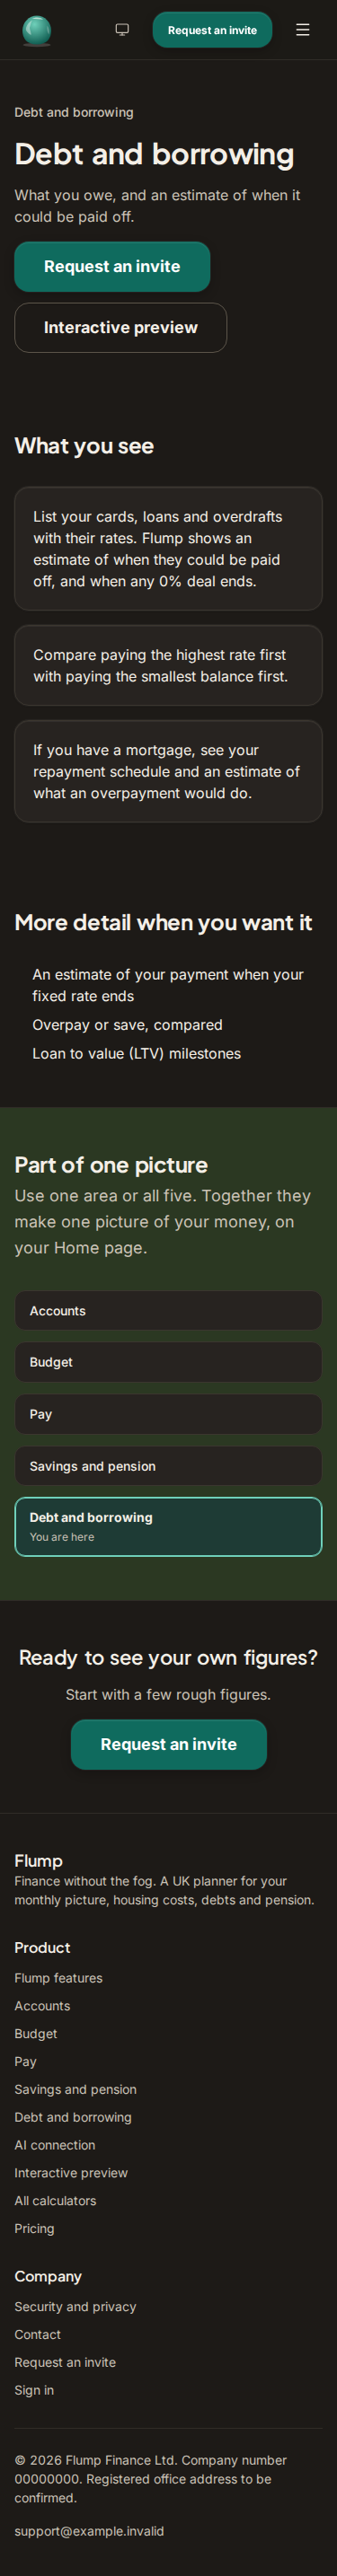 Request an invite
Debt and borrowing
Debt and borrowing
What you owe, and an estimate of when it
could be paid off.
Request an invite
Interactive preview
What you see
List your cards, loans and overdrafts
with their rates. Flump shows an
estimate of when they could be paid
off, and when any 0% deal ends.
Compare paying the highest rate first
with paying the smallest balance first.
If you have a mortgage, see your
repayment schedule and an estimate of
what an overpayment would do.
More detail when you want it
An estimate of your payment when your
fixed rate ends
Overpay or save, compared
Loan to value (LTV) milestones
Part of one picture
Use one area or all five. Together they
make one picture of your money, on
your Home page.
Accounts
Budget
Pay
Savings and pension
Debt and borrowing
You are here
Ready to see your own figures?
Start with a few rough figures.
Request an invite
Flump
Finance without the fog. A UK planner for your
monthly picture, housing costs, debts and pension.
Product
Flump features
Accounts
Budget
Pay
Savings and pension
Debt and borrowing
AI connection
Interactive preview
All calculators
Pricing
Company
Security and privacy
Contact
Request an invite
Sign in
© 2026 Flump Finance Ltd. Company number
00000000. Registered office address to be
confirmed.
support@example.invalid